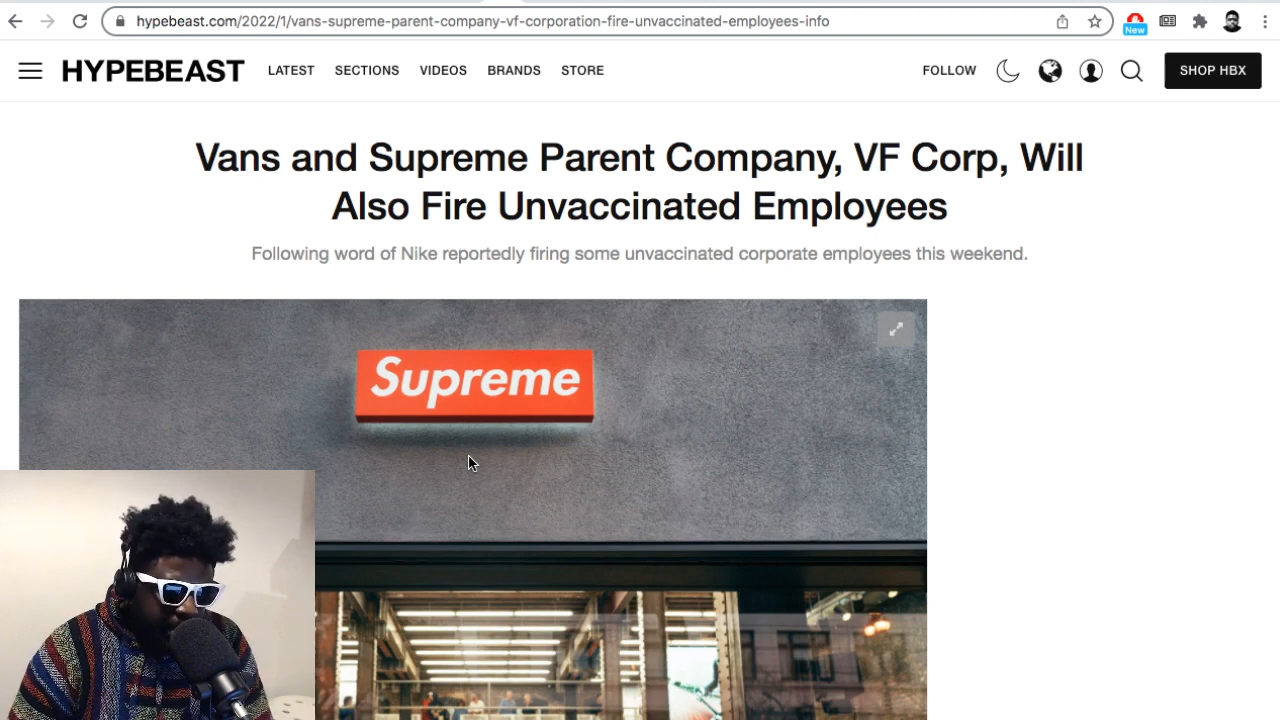 hypebeast.com/2022/1/vans-supreme-parent-company-vf-corporation-fire-unvaccinated-employees-info
New
HYPEBEAST LATEST SECTIONS VIDEOS BRANDS STORE FOLLOW SHOP HBX
Vans and Supreme Parent Company, VF Corp, Will
Also Fire Unvaccinated Employees
Following word of Nike reportedly firing some unvaccinated corporate employees this weekend.
Supreme